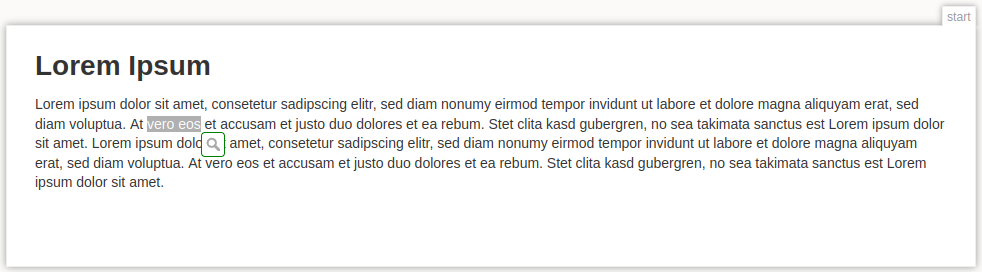 start
Lorem Ipsum
Lorem ipsum dolor sit amet, consetetur sadipscing elitr, sed diam nonumy eirmod tempor invidunt ut labore et dolore magna aliquyam erat, sed
diam voluptua. At vero eos et accusam et justo duo dolores et ea rebum. Stet clita kasd gubergren, no sea takimata sanctus est Lorem ipsum dolor
sit amet. Lorem ipsum amet, consetetur sadipscing elitr, sed diam nonumy eirmod tempor invidunt ut labore et dolore magna aliquyam
erat, sed diam voluptua. At vero eos et accusam et justo duo dolores et ea rebum. Stet clita kasd gubergren, no sea takimata sanctus est Lorem
ipsum dolor sit amet.